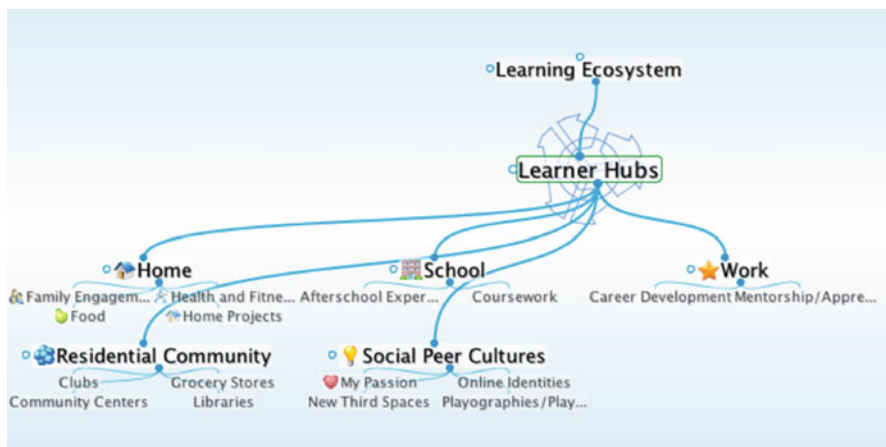 Learning Ecosystem
Learner Hubs
Home
School
Work
Family Engagem... Health and Fitne... Afterschool Exper... Coursework Career Development Mentorship/Appre...
Food Home Projects
Residential Community Social Peer Cultures
Clubs Grocery Stores My Passion Online Identities
Community Centers Libraries New Third Spaces Playographies/Play...